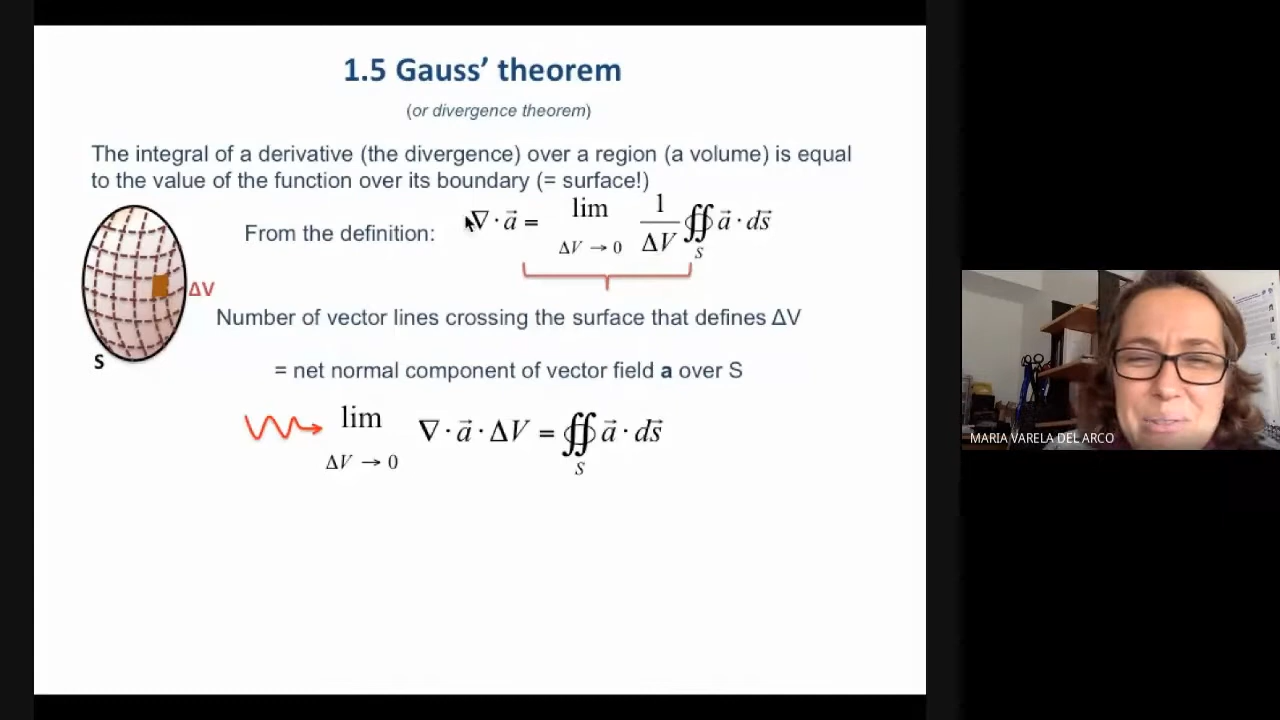 1.5 Gauss’ theorem
(or divergence theorem)
The integral of a derivative (the divergence) over a region (a volume) is equal
to the value of the function over its boundary (= surface!)
From the definition: ∇ · a⃗ = lim ΔV → 0 1/ΔV ∯S a⃗ · ds⃗
ΔV
S
Number of vector lines crossing the surface that defines ΔV
= net normal component of vector field a over S
lim ΔV → 0 ∇ · a⃗ · ΔV = ∯S a⃗ · ds⃗
MARIA VARELA DEL ARCO